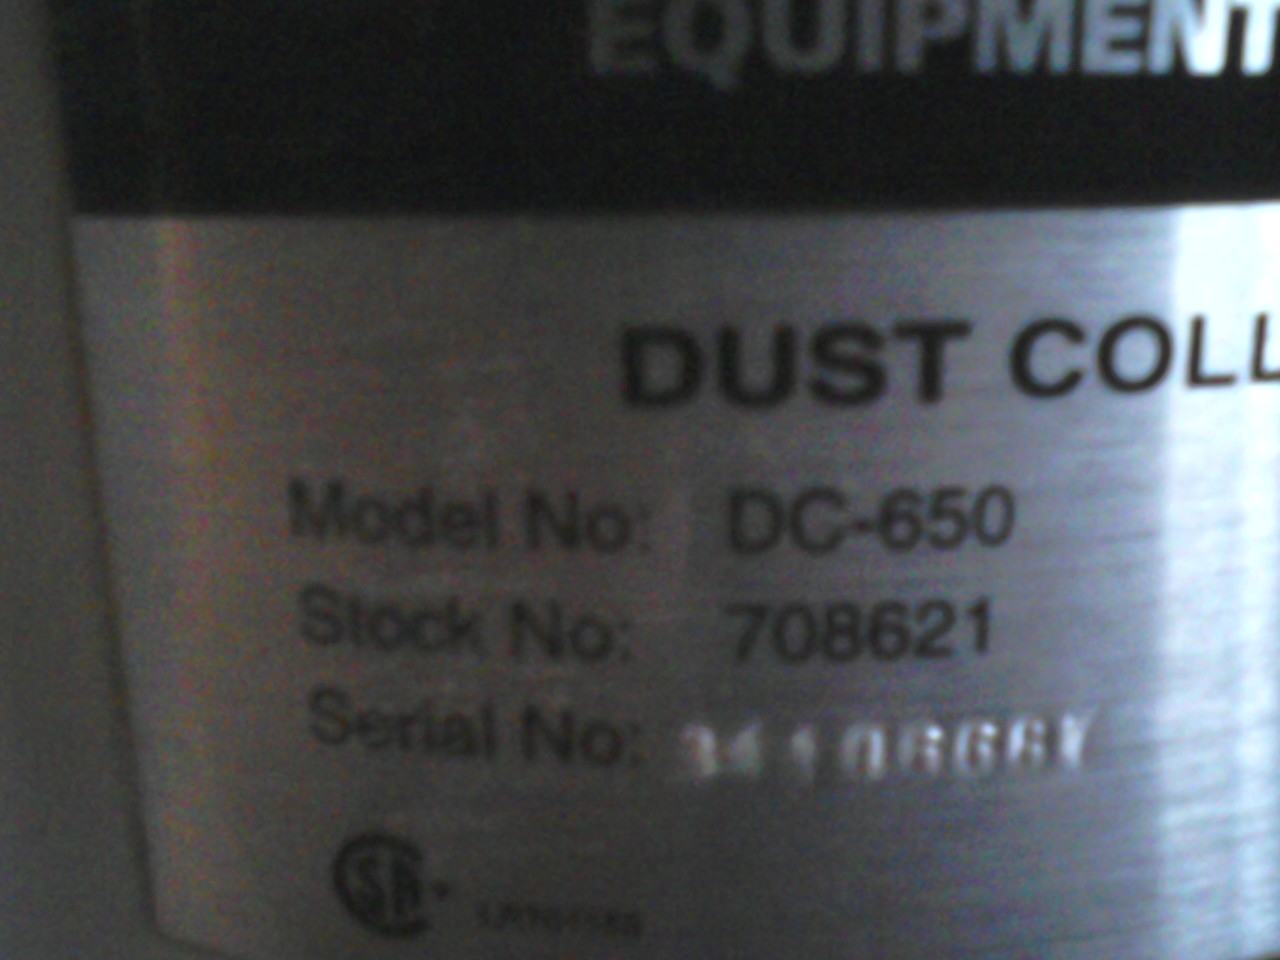 EQUIPMENT
DUST COLL
Model No: DC-650
Stock No: 708621
Serial No: